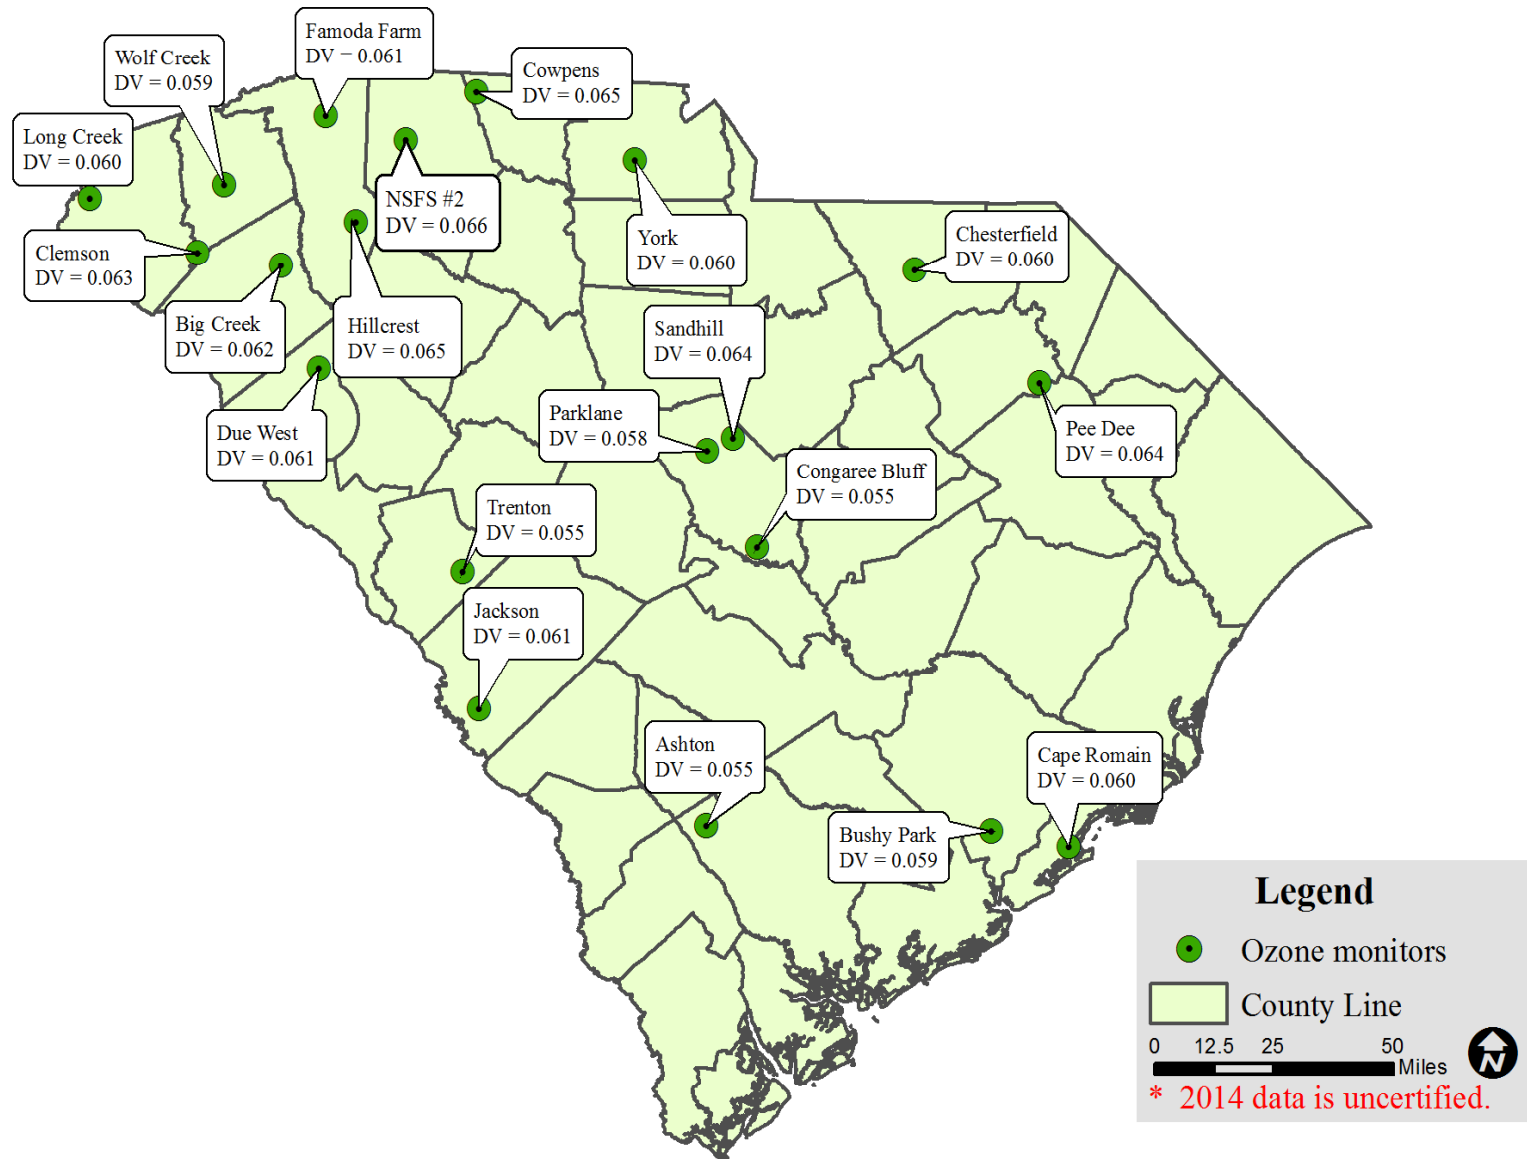 Famoda Farm
DV = 0.061
Wolf Creek
DV = 0.059
Cowpens
DV = 0.065
Long Creek
DV = 0.060
NSFS #2
DV = 0.066
York
DV = 0.060
Chesterfield
DV = 0.060
Clemson
DV = 0.063
Big Creek
DV = 0.062
Hillcrest
DV = 0.065
Sandhill
DV = 0.064
Parklane
DV = 0.058
Due West
DV = 0.061
Pee Dee
DV = 0.064
Congaree Bluff
DV = 0.055
Trenton
DV = 0.055
Jackson
DV = 0.061
Ashton
DV = 0.055
Cape Romain
DV = 0.060
Bushy Park
DV = 0.059
Legend
Ozone monitors
County Line
0 12.5 25 50
Miles
N
* 2014 data is uncertified.